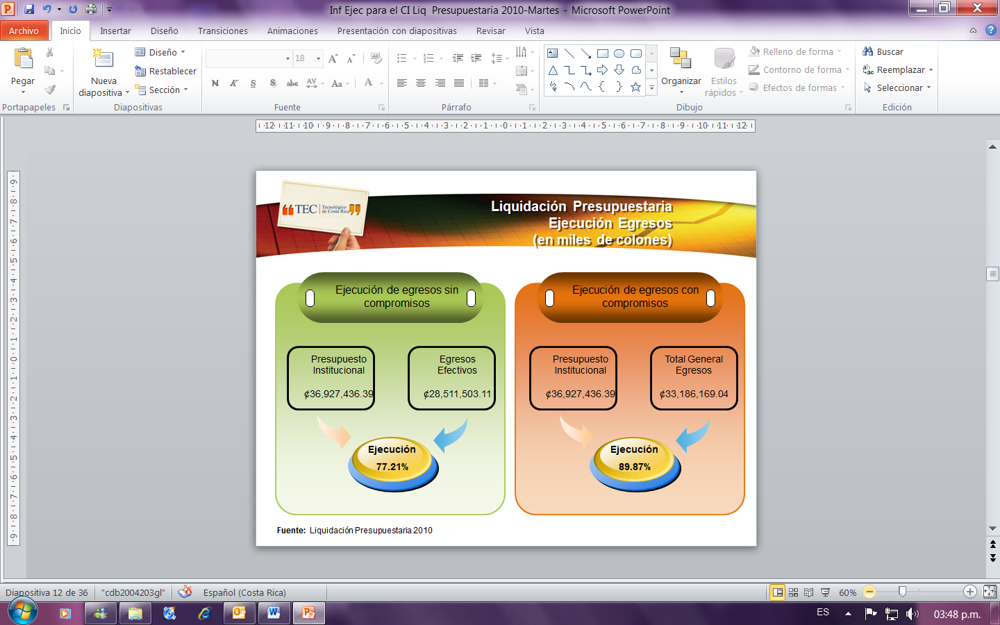 Inf Ejec para el CI Liq Presupuestaria 2010-Martes - Microsoft PowerPoint
Archivo Inicio Insertar Diseño Transiciones Animaciones Presentación con diapositivas Revisar Vista
Pegar
Portapapeles
Nueva diapositiva
Diseño
Restablecer
Sección
Diapositivas
18
N K S S abc AV Aa A
Fuente
Párrafo
Organizar
Estilos rápidos
Relleno de forma
Contorno de forma
Efectos de formas
Dibujo
Buscar
Reemplazar
Seleccionar
Edición
12 11 10 9 8 7 6 5 4 3 2 1 0 1 2 3 4 5 6 7 8 9 10 11 12
9 8 7 6 5 4 3 2 1 0 1 2 3 4 5 6 7 8 9
TEC Tecnológico
de Costa Rica
Liquidación Presupuestaria
Ejecución Egresos
(en miles de colones)
Ejecución de egresos sin
compromisos
Presupuesto
Institucional
¢36,927,436.39
Egresos
Efectivos
¢28,511,503.11
Ejecución
77.21%
Ejecución de egresos con
compromisos
Presupuesto
Institucional
¢36,927,436.39
Total General
Egresos
¢33,186,169.04
Ejecución
89.87%
Fuente: Liquidación Presupuestaria 2010
Diapositiva 12 de 36 "cdb2004203gl" Español (Costa Rica) 60%
ES 03:48 p.m.